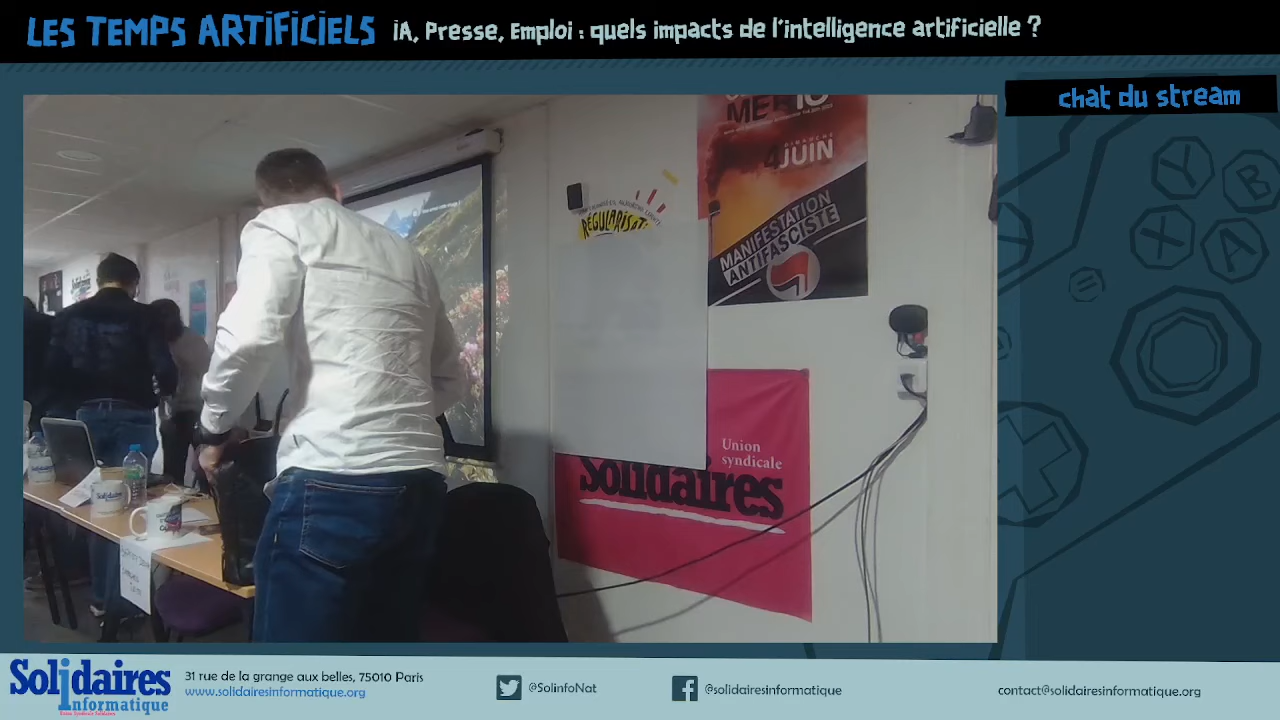 LES TEMPS ARTIFICIELS
IA, Presse, Emploi : quels impacts de l'intelligence artificielle ?
chat du stream
4 JUIN
MANIFESTATION
ANTIFASCISTE
RÉGULARISATI
Union
syndicale
Solidaires
Y
B
X
A
Solidaires
Informatique
31 rue de la grange aux belles, 75010 Paris
www.solidairesinformatique.org
@SolinfoNat
@solidairesinformatique
contact@solidairesinformatique.org